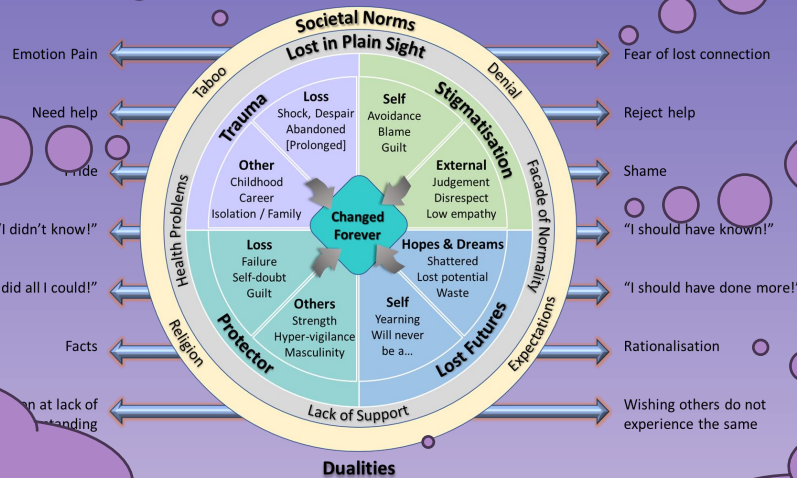 Societal Norms
Lost in Plain Sight
Taboo
Denial
Health Problems
Facade of Normality
Religion
Expectations
Lack of Support
Trauma
Loss
Shock, Despair
Abandoned
[Prolonged]
Other
Childhood
Career
Isolation / Family
Stigmatisation
Self
Avoidance
Blame
Guilt
External
Judgement
Disrespect
Low empathy
Changed
Forever
Protector
Loss
Failure
Self-doubt
Guilt
Others
Strength
Hyper-vigilance
Masculinity
Lost Futures
Hopes & Dreams
Shattered
Lost potential
Waste
Self
Yearning
Will never
be a…
Emotion Pain
Fear of lost connection
Need help
Reject help
Shame
"I didn't know!"
"I should have known!"
did all I could!"
"I should have done more!"
Facts
Rationalisation
at lack of
Wishing others do not
experience the same
Dualities